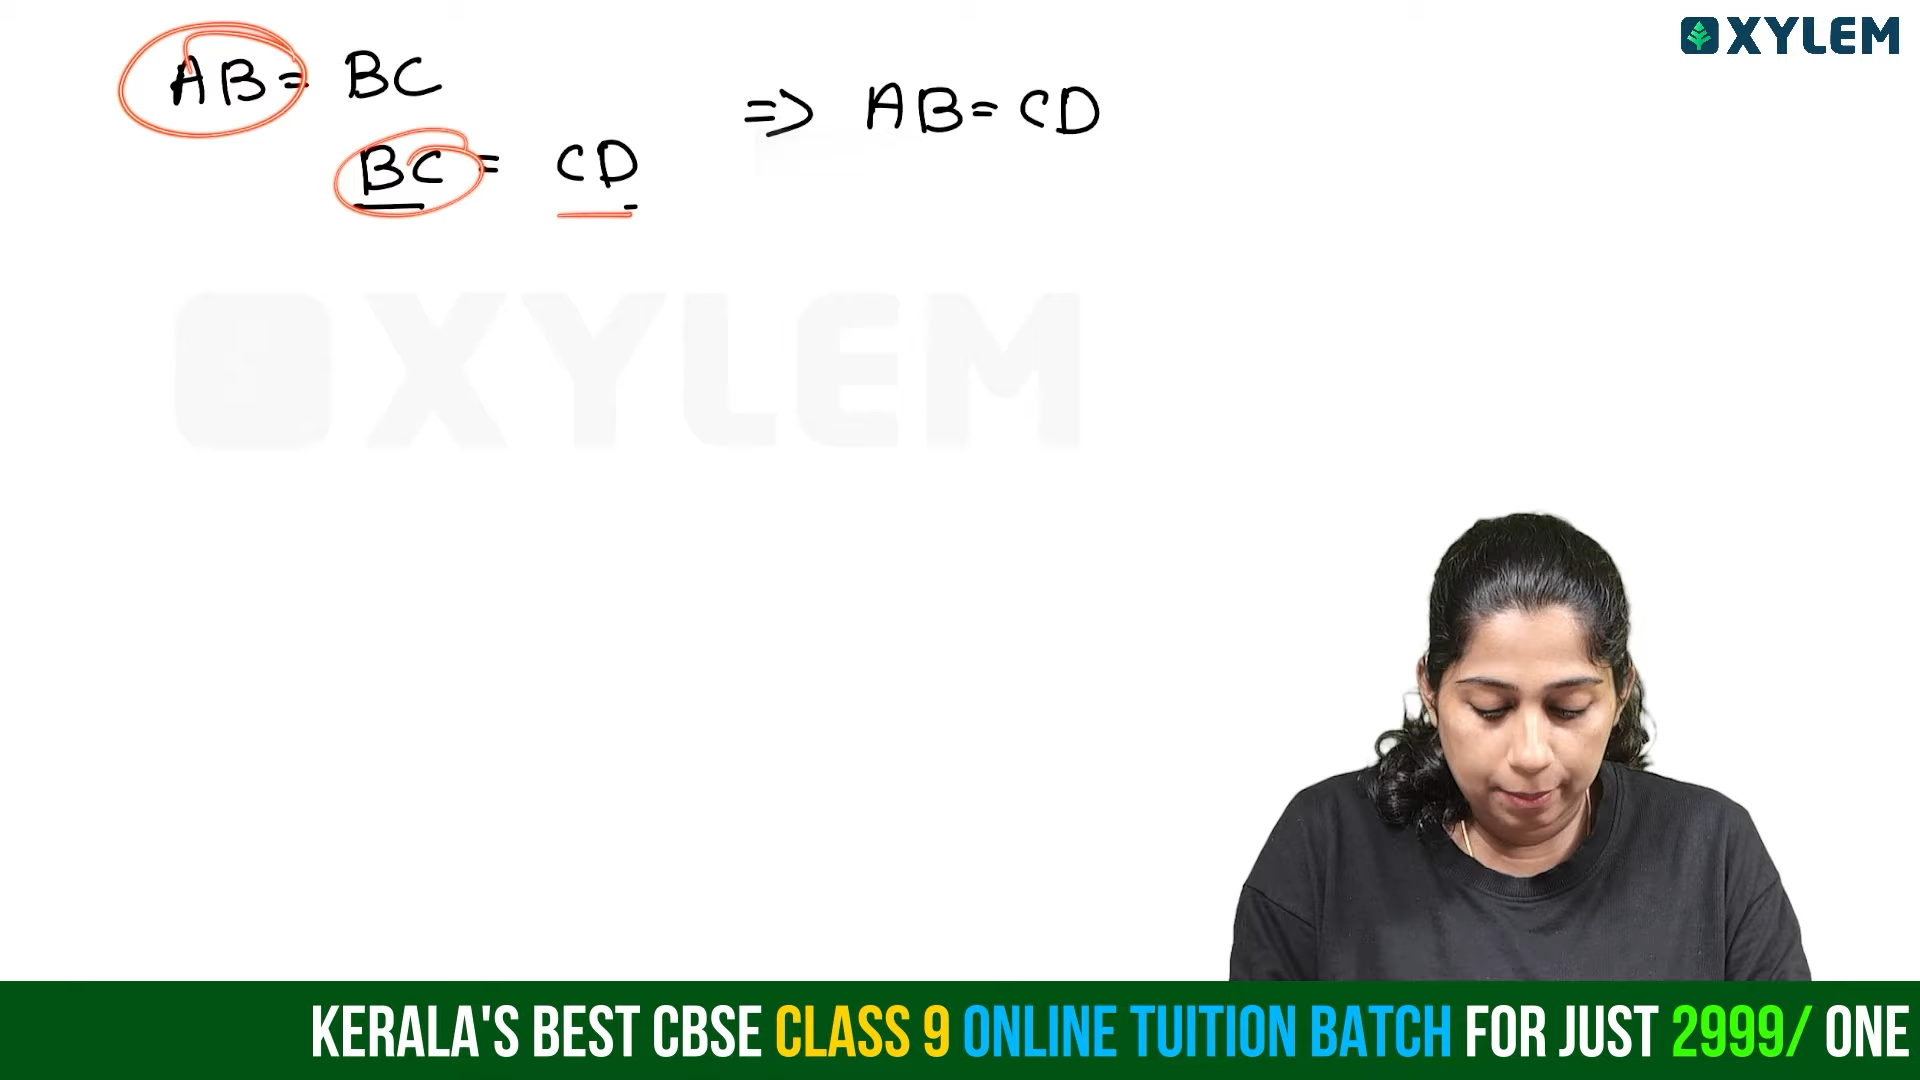 XYLEM
AB = BC
BC = CD
=> AB = CD
XYLEM
KERALA'S BEST CBSE CLASS 9 ONLINE TUITION BATCH FOR JUST 2999/ ONE